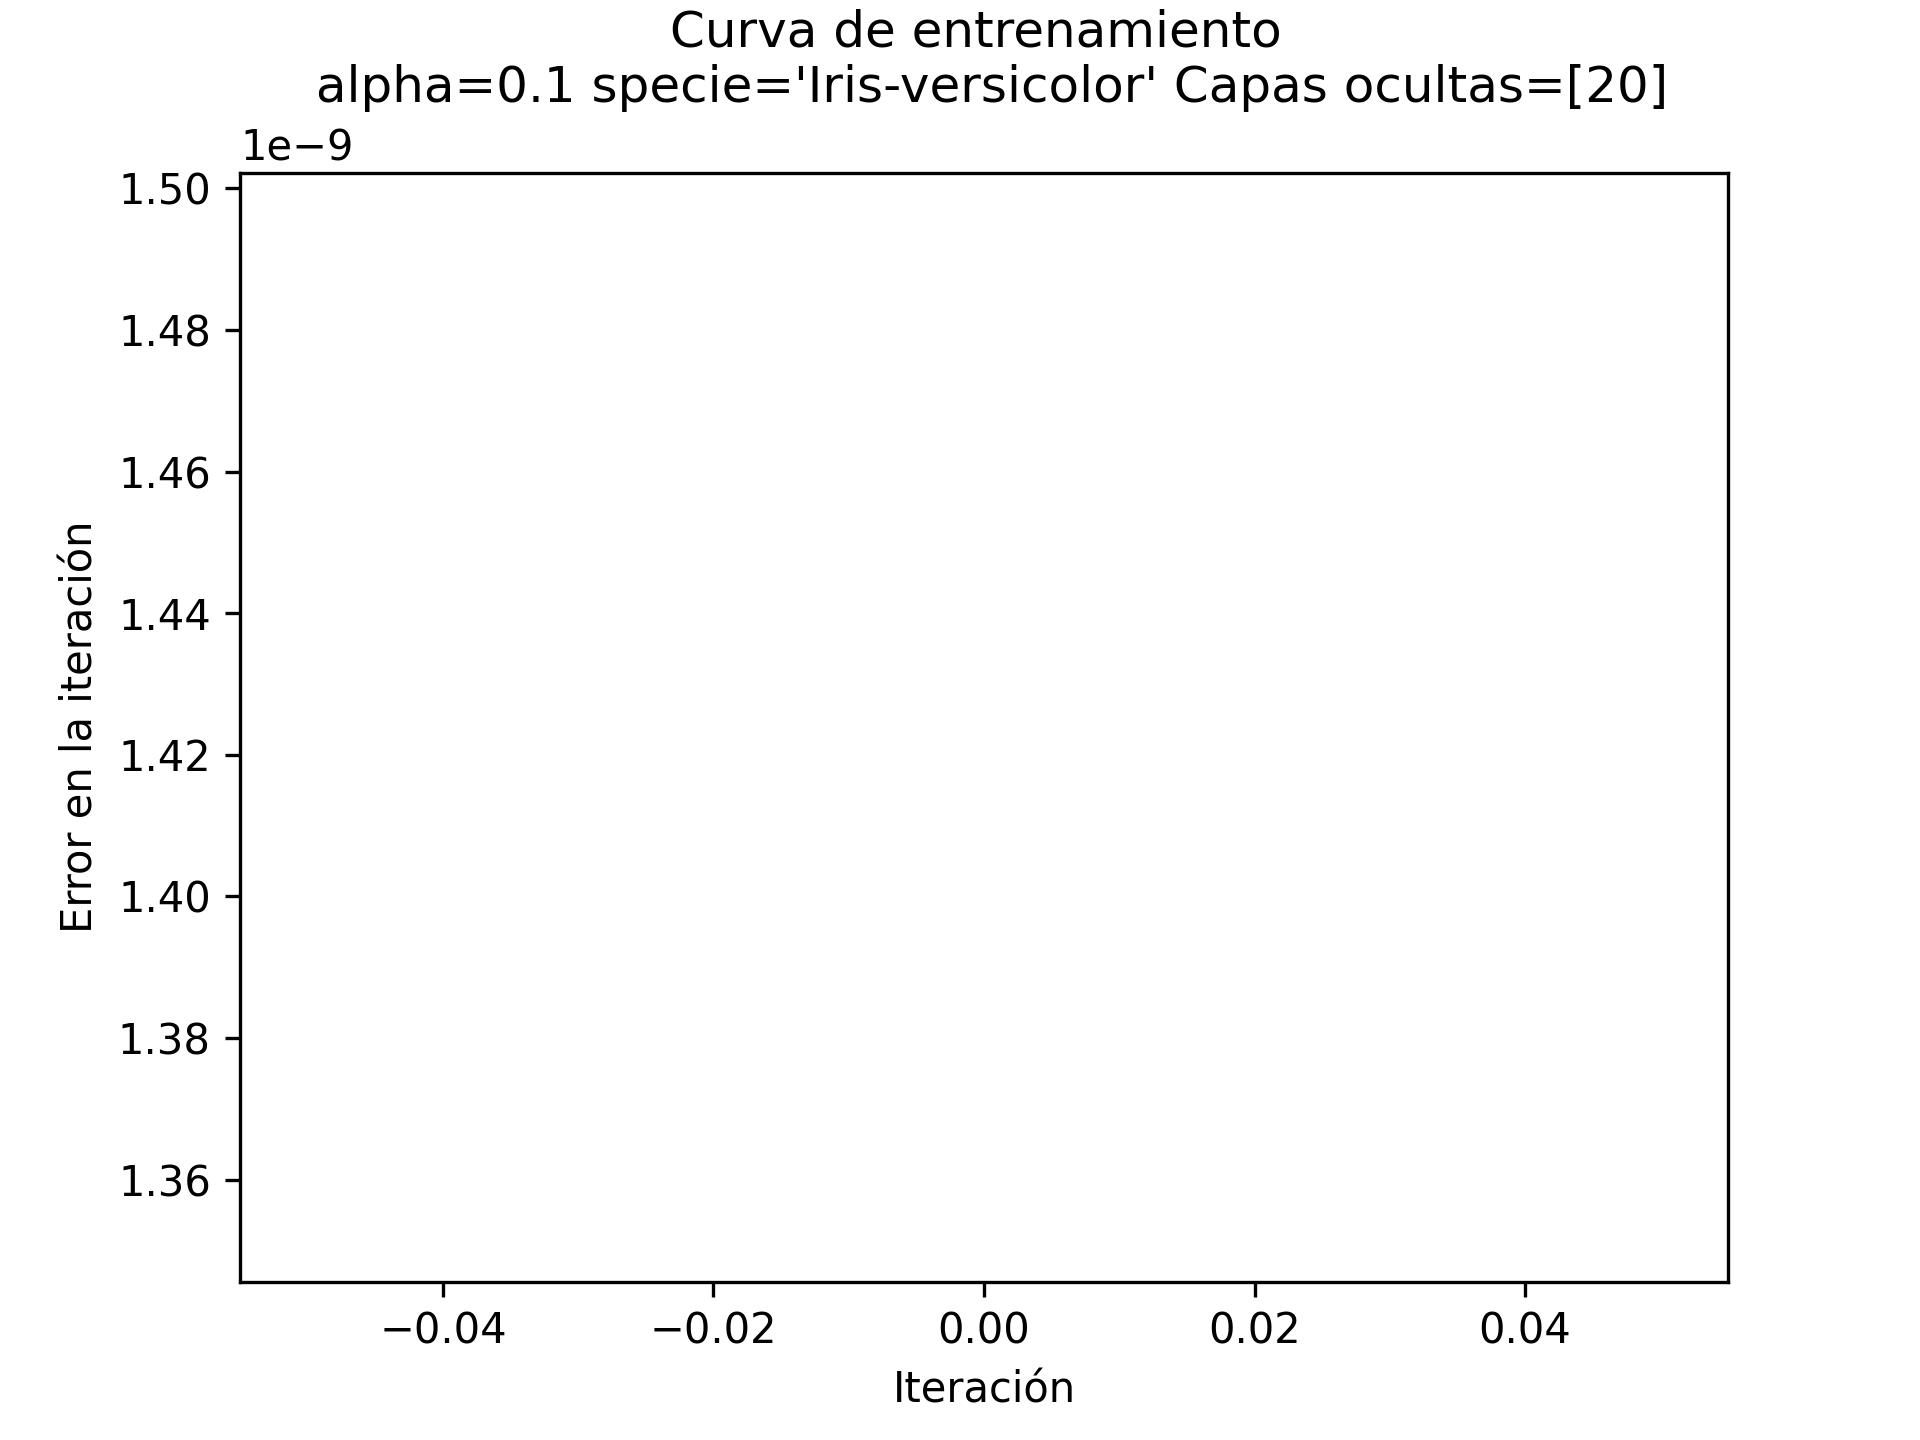 Curva de entrenamiento
alpha=0.1 specie='Iris-versicolor' Capas ocultas=[20]
1e−9
1.50
1.48
1.46
1.44
1.42
1.40
1.38
1.36
Error en la iteración
−0.04
−0.02
0.00
0.02
0.04
Iteración